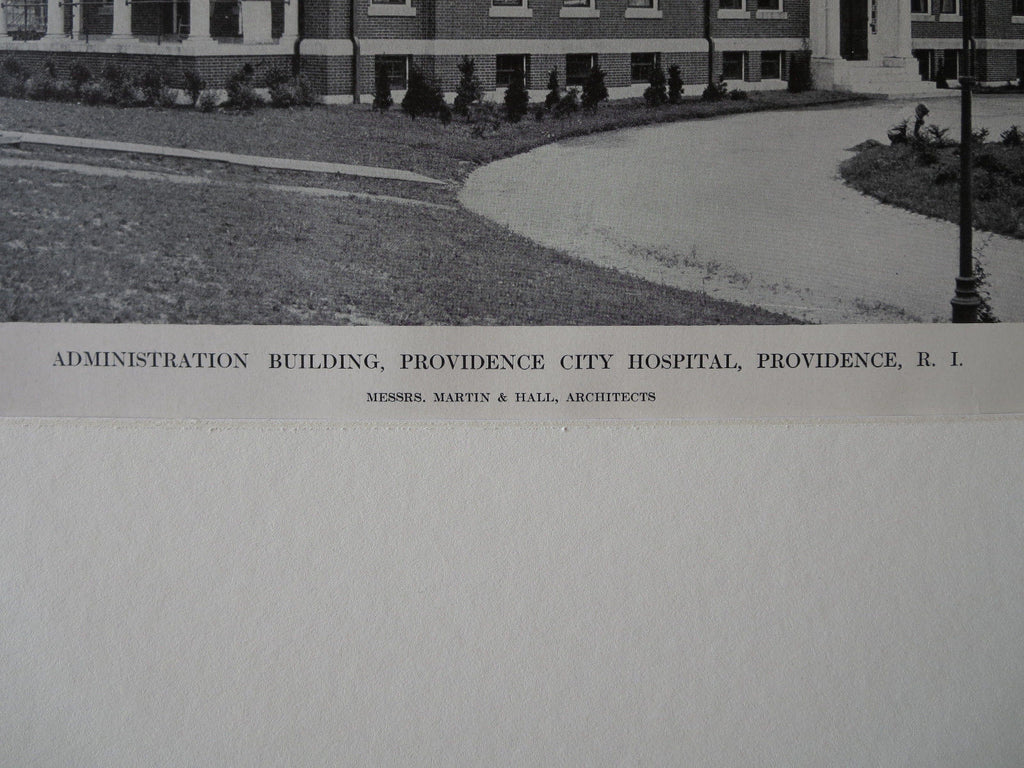 ADMINISTRATION BUILDING, PROVIDENCE CITY HOSPITAL, PROVIDENCE, R. I.
MESSRS. MARTIN & HALL, ARCHITECTS